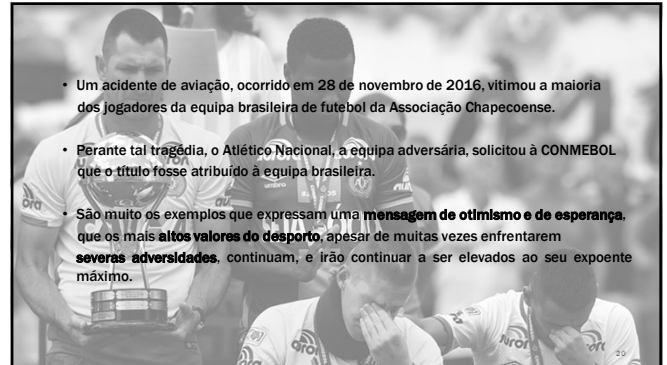 • Um acidente de aviação, ocorrido em 28 de novembro de 2016, vitimou a maioria
dos jogadores da equipa brasileira de futebol da Associação Chapecoense.
• Perante tal tragédia, o Atlético Nacional, a equipa adversária, solicitou à CONMEBOL
que o título fosse atribuído à equipa brasileira.
• São muito os exemplos que expressam uma mensagem de otimismo e de esperança,
que os mais altos valores do desporto, apesar de muitas vezes enfrentarem
severas adversidades, continuam, e irão continuar a ser elevados ao seu expoente
máximo.
20